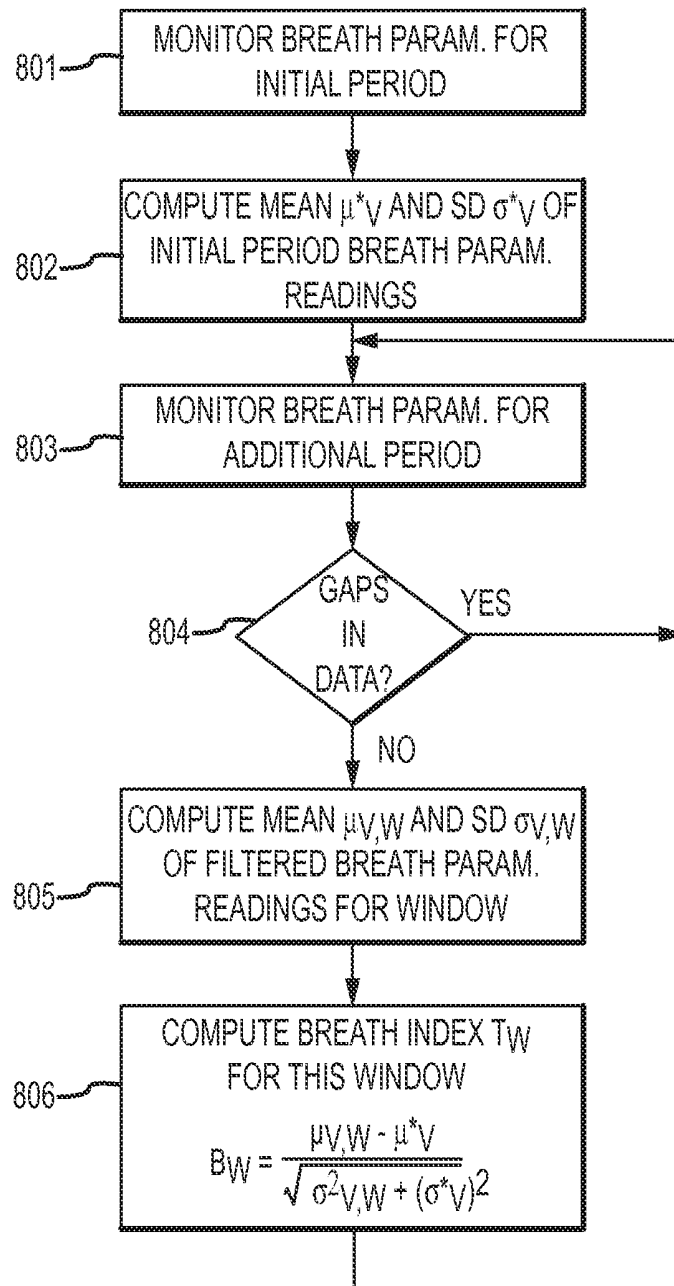 801
MONITOR BREATH PARAM. FOR
INITIAL PERIOD
802
COMPUTE MEAN μ*V AND SD σ*V OF
INITIAL PERIOD BREATH PARAM.
READINGS
803
MONITOR BREATH PARAM. FOR
ADDITIONAL PERIOD
804
GAPS
IN
DATA?
YES
NO
805
COMPUTE MEAN μV,W AND SD σV,W
OF FILTERED BREATH PARAM.
READINGS FOR WINDOW
806
COMPUTE BREATH INDEX TW
FOR THIS WINDOW
BW = (μV,W - μ*V) / √(σ²V,W + (σ*V)²)